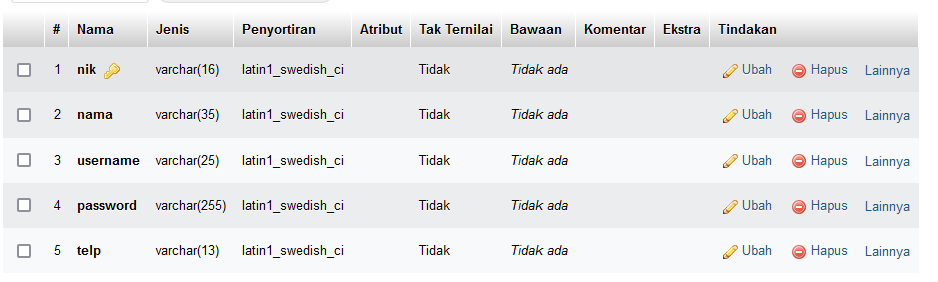 # Nama Jenis Penyortiran Atribut Tak Ternilai Bawaan Komentar Ekstra Tindakan
1 nik varchar(16) latin1_swedish_ci Tidak Tidak ada Ubah Hapus Lainnya
2 nama varchar(35) latin1_swedish_ci Tidak Tidak ada Ubah Hapus Lainnya
3 username varchar(25) latin1_swedish_ci Tidak Tidak ada Ubah Hapus Lainnya
4 password varchar(255) latin1_swedish_ci Tidak Tidak ada Ubah Hapus Lainnya
5 telp varchar(13) latin1_swedish_ci Tidak Tidak ada Ubah Hapus Lainnya